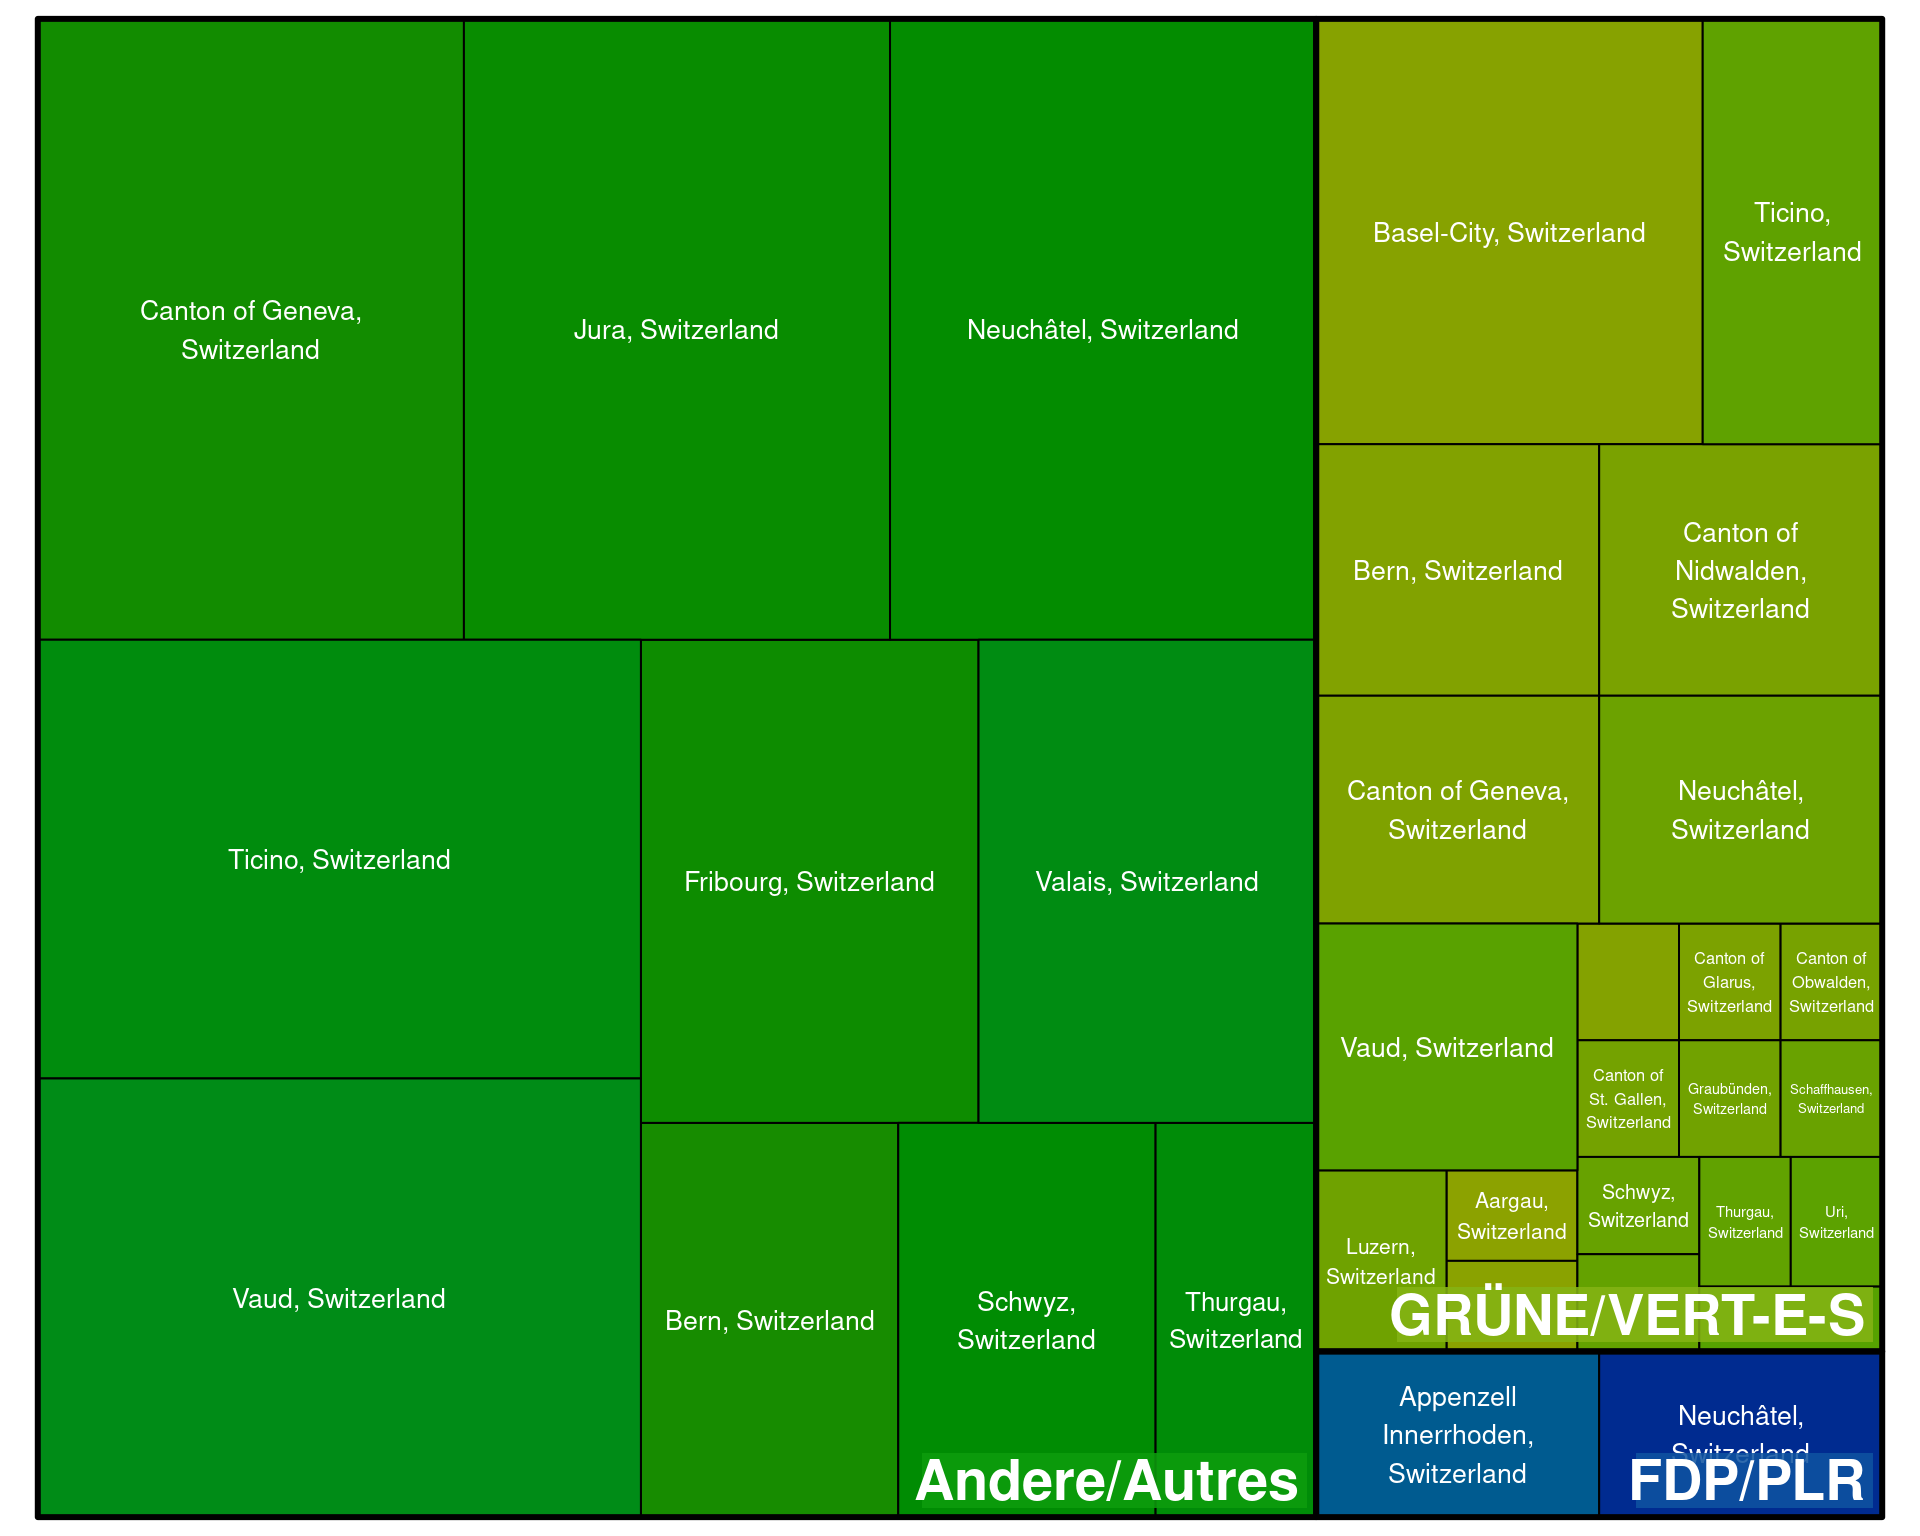 Canton of Geneva,
Switzerland
Jura, Switzerland
Neuchâtel, Switzerland
Ticino, Switzerland
Fribourg, Switzerland
Valais, Switzerland
Vaud, Switzerland
Bern, Switzerland
Schwyz,
Switzerland
Thurgau,
Switzerland
Andere/Autres
Basel-City, Switzerland
Ticino,
Switzerland
Bern, Switzerland
Canton of
Nidwalden,
Switzerland
Canton of Geneva,
Switzerland
Neuchâtel,
Switzerland
Vaud, Switzerland
Canton of
Glarus,
Switzerland
Canton of
Obwalden,
Switzerland
Canton of
St. Gallen,
Switzerland
Graubünden,
Switzerland
Schaffhausen,
Switzerland
Luzern,
Switzerland
Aargau,
Switzerland
Schwyz,
Switzerland
Thurgau,
Switzerland
Uri,
Switzerland
GRÜNE/VERT-E-S
Appenzell
Innerrhoden,
Switzerland
Neuchâtel,
Switzerland
FDP/PLR